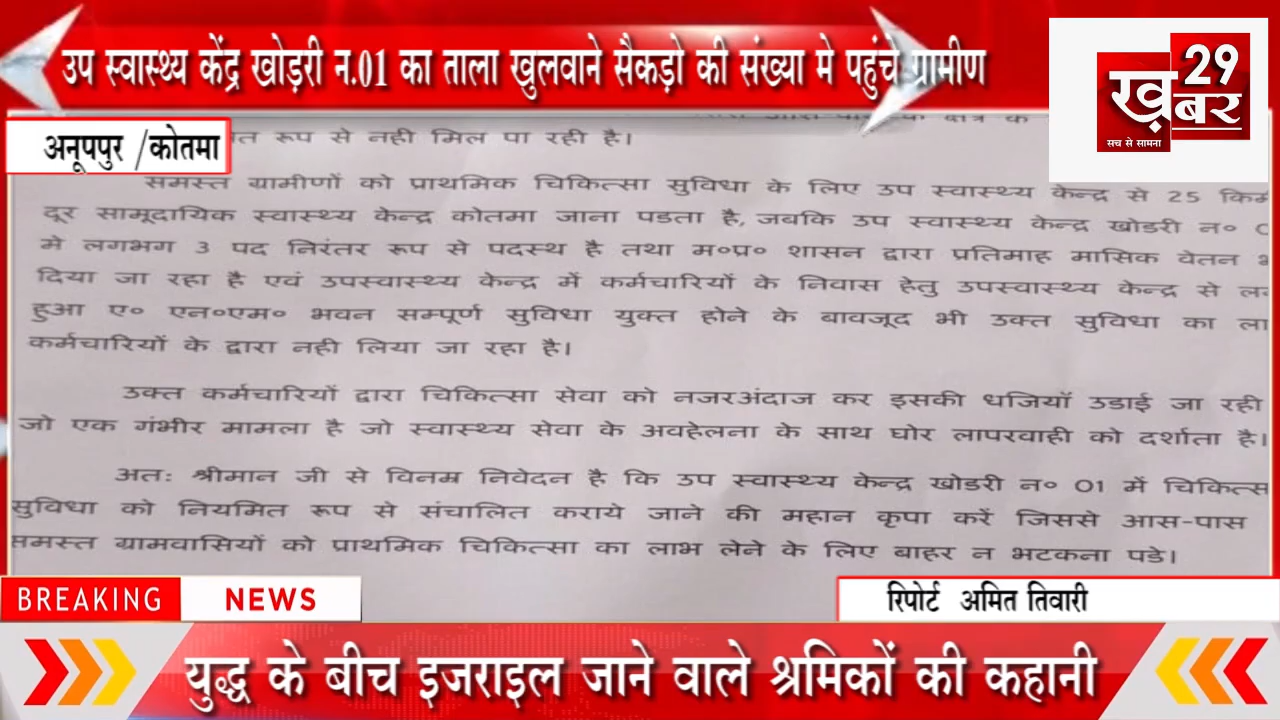 उप स्वास्थ्य केंद्र खोड़री न.01 का ताला खुलवाने सैकड़ो की संख्या मे पहुंचे ग्रामीण
29
ख़बर
सच से सामना
अनूपपुर /कोतमा
रूप से नही मिल पा रही है।
समस्त ग्रामीणों को प्राथमिक चिकित्सा सुविधा के लिए उप स्वास्थ्य केन्द्र से 25
दूर सामूदायिक स्वास्थ्य केन्द्र कोतमा जाना पडता है, जबकि उप स्वास्थ्य केन्द्र खोडरी न०
मे लगभग 3 पद निरंतर रूप से पदस्थ है तथा म०प्र० शासन द्वारा प्रतिमाह मासिक वेतन
दिया जा रहा है एवं उपस्वास्थ्य केन्द्र में कर्मचारियों के निवास हेतु उपस्वास्थ्य केन्द्र से
हुआ ए० एन०एम० भवन सम्पूर्ण सुविधा युक्त होने के बावजूद भी उक्त सुविधा का
कर्मचारियों के द्वारा नही लिया जा रहा है।
उक्त कर्मचारियों द्वारा चिकित्सा सेवा को नजरअंदाज कर इसकी धजियॉ उडाई जा रही
जो एक गंभीर मामला है जो स्वास्थ्य सेवा के अवहेलना के साथ घोर लापरवाही को दर्शाता है।
अतः श्रीमान जी से विनम्र निवेदन है कि उप स्वास्थ्य केन्द्र खोडरी न० 01 में
सुविधा को नियमित रूप से संचालित कराये जाने की महान कृपा करें जिससे आस-पास
समस्त ग्रामवासियों को प्राथमिक चिकित्सा का लाभ लेने के लिए बाहर न भटकना पडे।
BREAKING NEWS
रिपोर्ट अमित तिवारी
युद्ध के बीच इजराइल जाने वाले श्रमिकों की कहानी